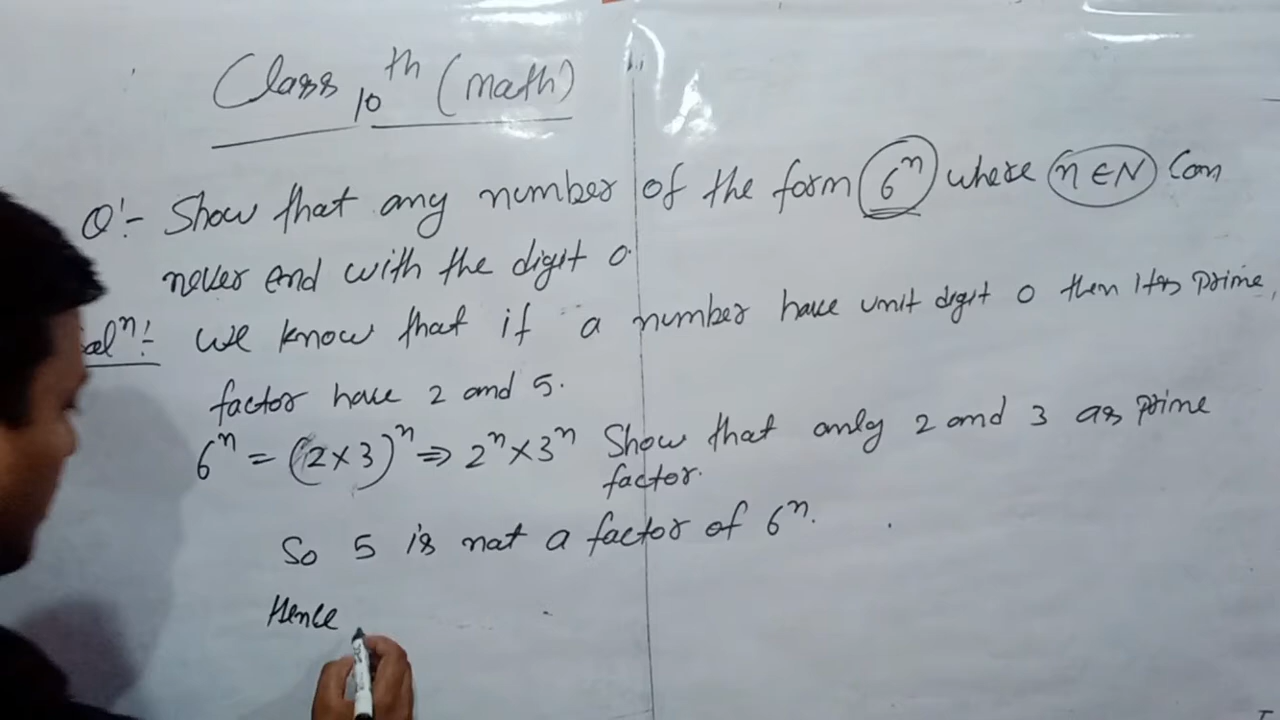 Class 10th (math)
Q!- Show that any number of the form 6ⁿ where n∈N Can
never end with the digit 0.
olⁿ!- We know that if a number have unit digit 0 then its prime,
factor have 2 and 5.
6ⁿ = (2×3)ⁿ ⇒ 2ⁿ×3ⁿ Show that only 2 and 3 as prime
factor.
So 5 is not a factor of 6ⁿ.
Hence